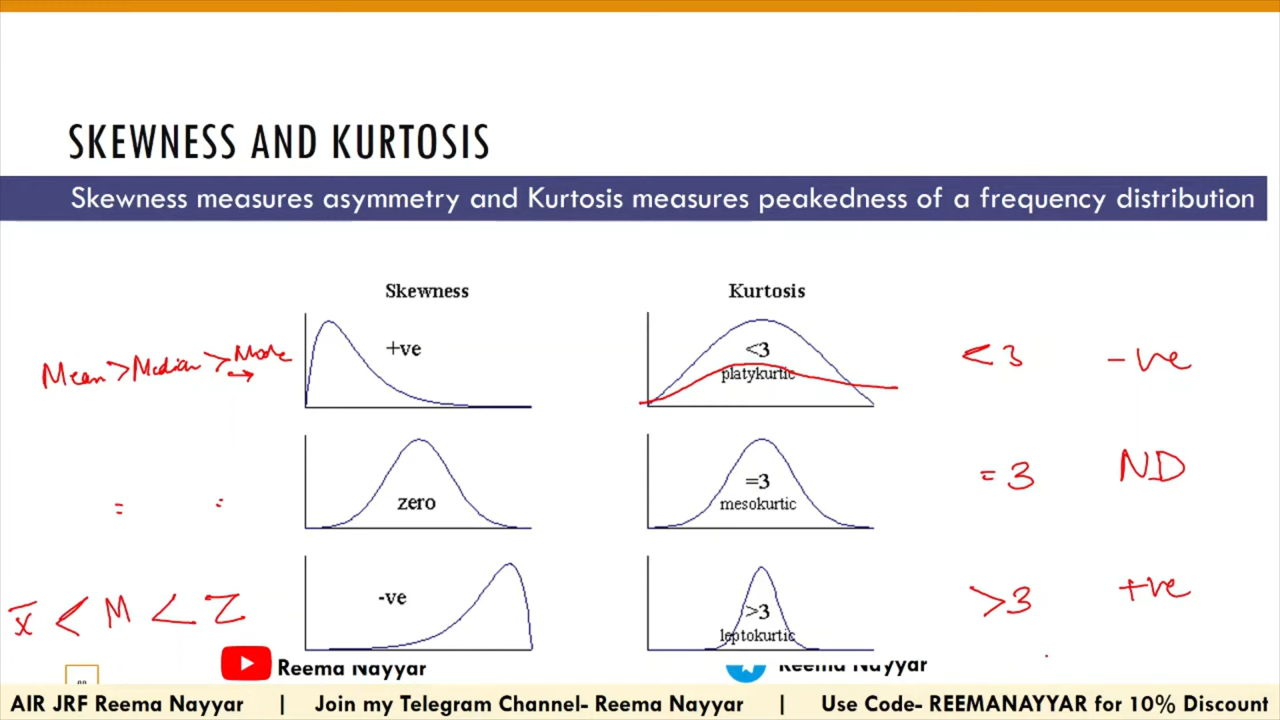 SKEWNESS AND KURTOSIS
Skewness measures asymmetry and Kurtosis measures peakedness of a frequency distribution
Skewness
Kurtosis
Mean > Median > Mode
+ve
<3
platykurtic
<3 -ve
= =
zero
=3
mesokurtic
= 3 ND
x̄ < M < Z
-ve
>3
leptokurtic
>3 +ve
Reema Nayyar
Reema Nayyar
AIR JRF Reema Nayyar | Join my Telegram Channel- Reema Nayyar | Use Code- REEMANAYYAR for 10% Discount